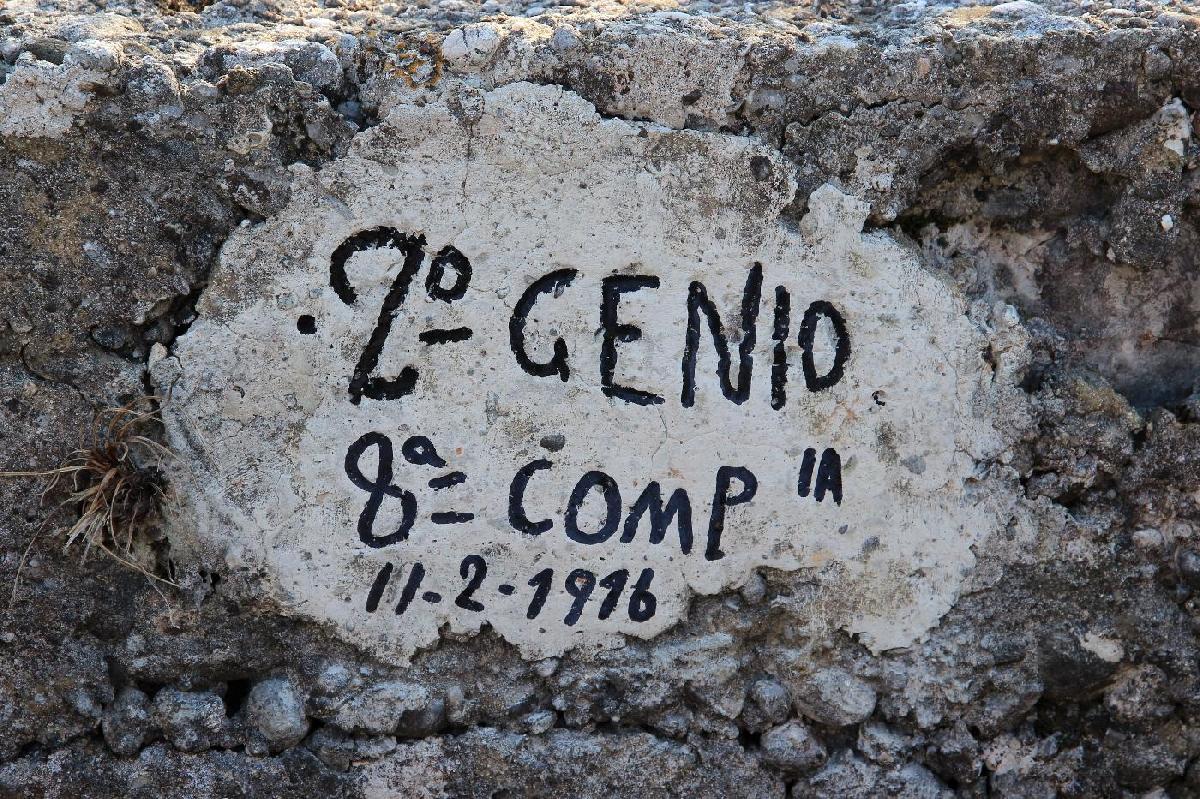 .2º GENIO
8ª COMP IA
11-2-1916